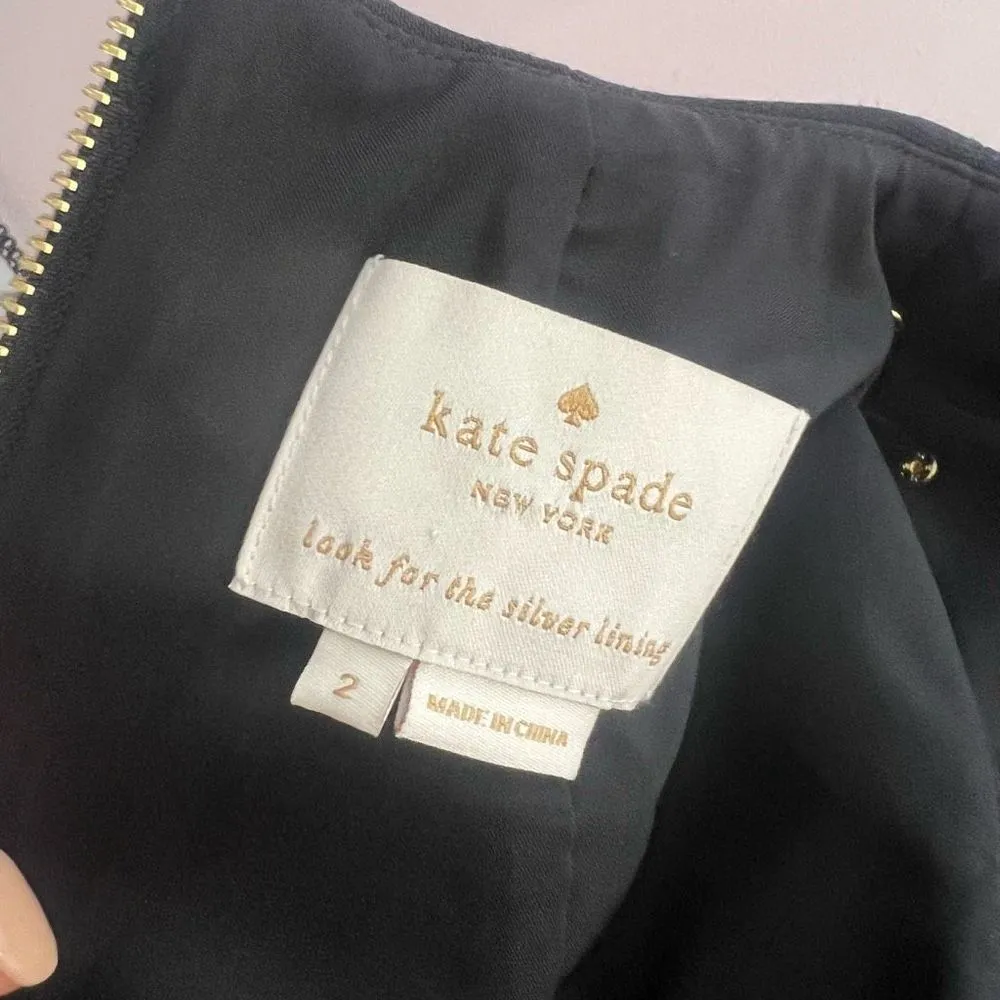 kate spade
NEW YORK
look for the silver lining
2
MADE IN CHINA